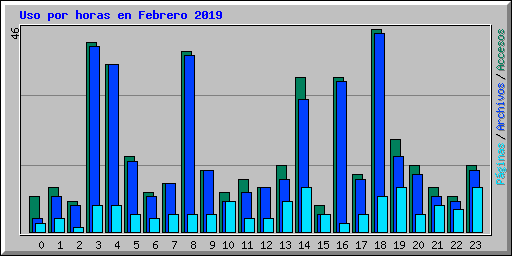 Uso por horas en Febrero 2019
46
Páginas/Archivos/Accesos
0 1 2 3 4 5 6 7 8 9 10 11 12 13 14 15 16 17 18 19 20 21 22 23